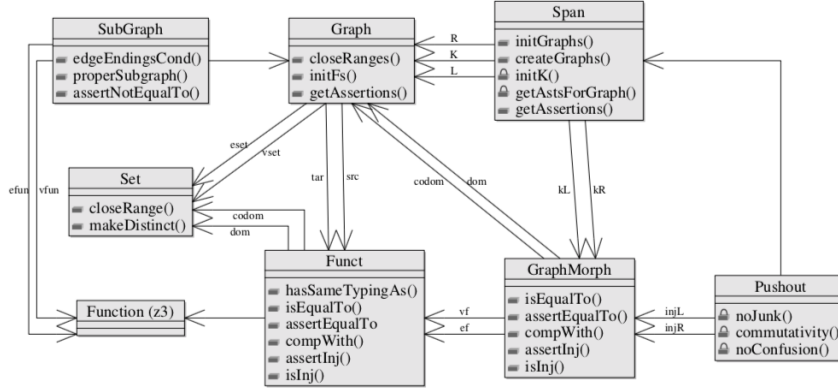 SubGraph
edgeEndingsCond()
properSubgraph()
assertNotEqualTo()
Graph
closeRanges()
initFs()
getAssertions()
Span
initGraphs()
createGraphs()
initK()
getAstsForGraph()
getAssertions()
R
K
L
eset
vset
tar
src
codom
dom
kL
kR
efun
vfun
Set
closeRange()
makeDistinct()
codom
dom
Funct
hasSameTypingAs()
isEqualTo()
assertEqualTo
compWith()
assertInj()
isInj()
Function (z3)
vf
ef
GraphMorph
isEqualTo()
assertEqualTo()
compWith()
assertInj()
isInj()
injL
injR
Pushout
noJunk()
commutativity()
noConfusion()